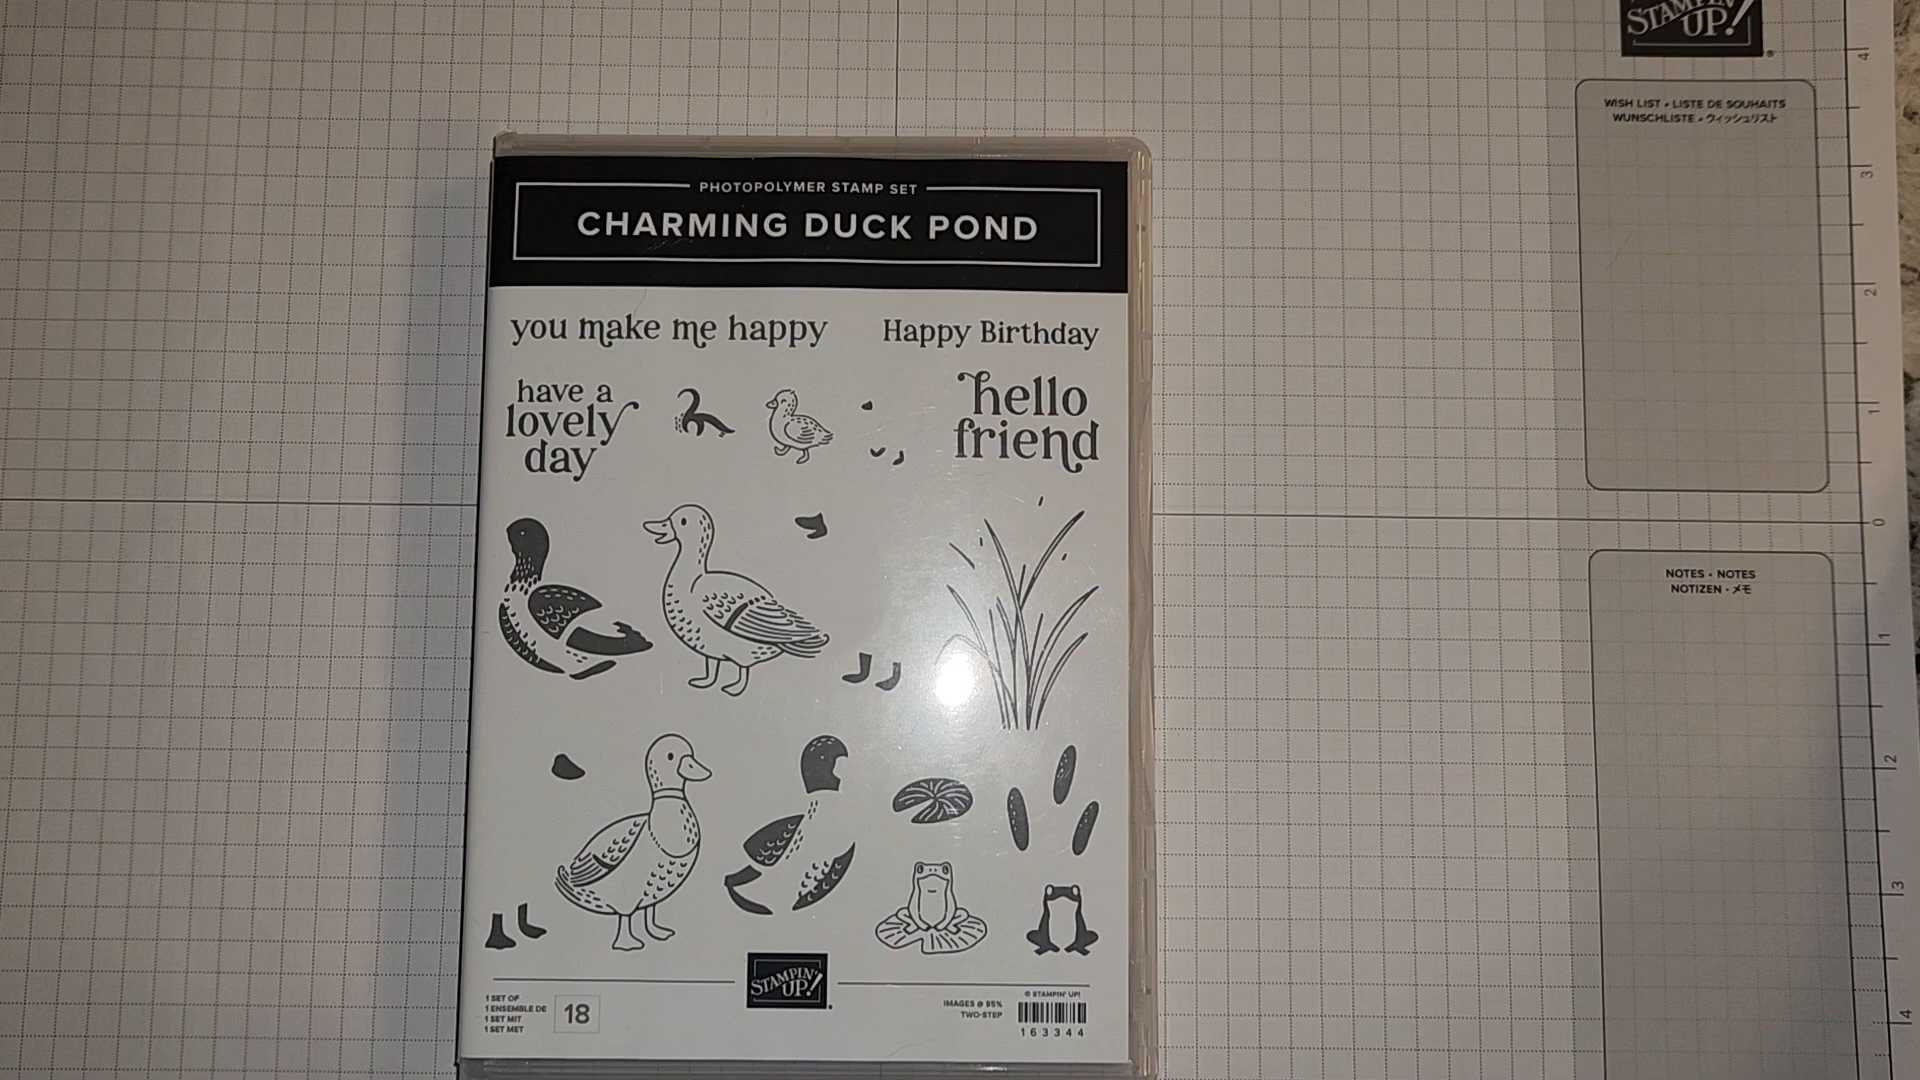 STAMPIN' UP!
WISH LIST • LISTE DE SOUHAITS
WUNSCHLISTE • ウィッシュリスト
PHOTOPOLYMER STAMP SET
CHARMING DUCK POND
you make me happy
Happy Birthday
have a
lovely
day
hello
friend
NOTES • NOTES
NOTIZEN • メモ
STAMPIN' UP!
1 SET OF
1 ENSEMBLE DE
1 SET MIT
1 SET MET
18
IMAGES @ 95%
TWO-STEP
© STAMPIN' UP!
163344
4
3
2
1
0
1
2
3
4